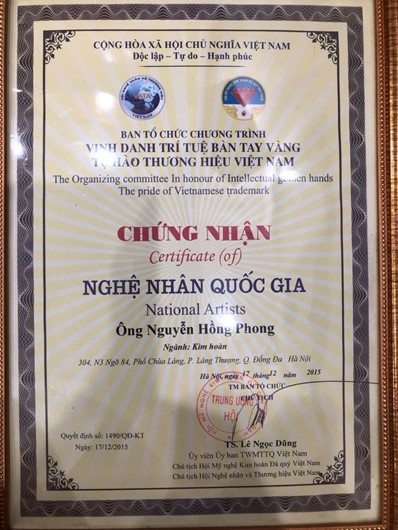 CỘNG HÒA XÃ HỘI CHỦ NGHĨA VIỆT NAM
Độc lập – Tự do – Hạnh phúc
BAN TỔ CHỨC CHƯƠNG TRÌNH
VINH DANH TRÍ TUỆ BÀN TAY VÀNG
TỰ HÀO THƯƠNG HIỆU VIỆT NAM
The Organizing committee In honour of Intellectual golden hands
The pride of Vietnamese trademark
CHỨNG NHẬN
Certificate (of)
NGHỆ NHÂN QUỐC GIA
National Artists
Ông Nguyễn Hồng Phong
Ngành: Kim hoàn
304, N3 Ngõ 84, Phố Chùa Láng, P. Láng Thượng, Q. Đống Đa Hà Nội
Hà Nội, ngày 17 tháng 12 năm 2015
TM BAN TỔ CHỨC
CHỦ TỊCH
TRUNG ƯƠNG
HỘI
TS. Lê Ngọc Dũng
Quyết định số: 1490/QĐ-KT
Ủy viên Ủy ban TWMTTQ Việt Nam
Ngày: 17/12/2015
Chủ tịch Hội Mỹ nghệ Kim hoàn Đá quý Việt Nam
Chủ tịch Hội Nghệ nhân và Thương hiệu Việt Nam